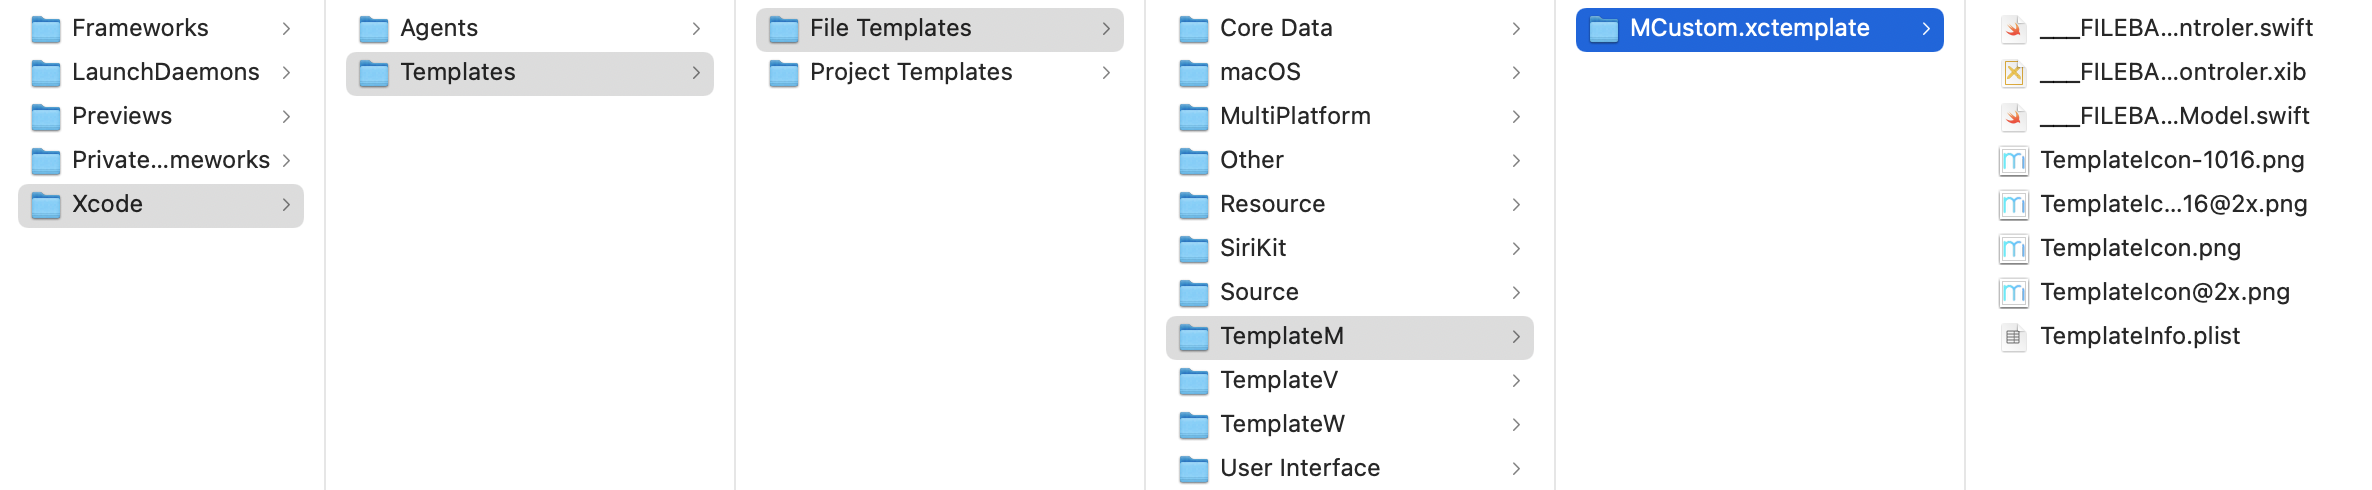 Frameworks
LaunchDaemons
Previews
Private...meworks
Xcode
Agents
Templates
File Templates
Project Templates
Core Data
macOS
MultiPlatform
Other
Resource
SiriKit
Source
TemplateM
TemplateV
TemplateW
User Interface
MCustom.xctemplate
___FILEBA...ntroler.swift
___FILEBA...ontroler.xib
___FILEBA...Model.swift
TemplateIcon-1016.png
TemplateIc...16@2x.png
TemplateIcon.png
TemplateIcon@2x.png
TemplateInfo.plist